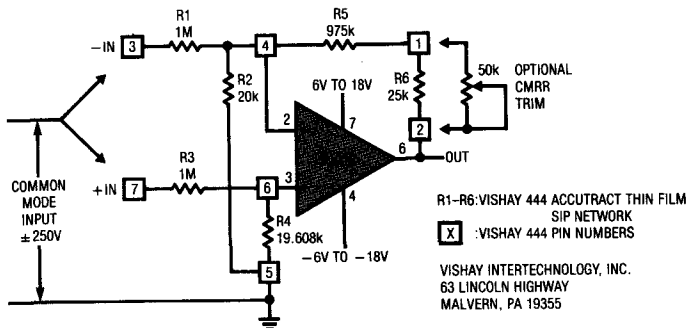 R1
1M
R5
975k
−IN
3
4
1
R2
20k
6V TO 18V
R6
25k
50k
OPTIONAL
CMRR
TRIM
2
7
2
6
OUT
R3
1M
3
+IN
7
6
4
COMMON
MODE
INPUT
±250V
R4
19.608k
−6V TO −18V
5
R1–R6:VISHAY 444 ACCUTRACT THIN FILM
SIP NETWORK
X :VISHAY 444 PIN NUMBERS
VISHAY INTERTECHNOLOGY, INC.
63 LINCOLN HIGHWAY
MALVERN, PA 19355